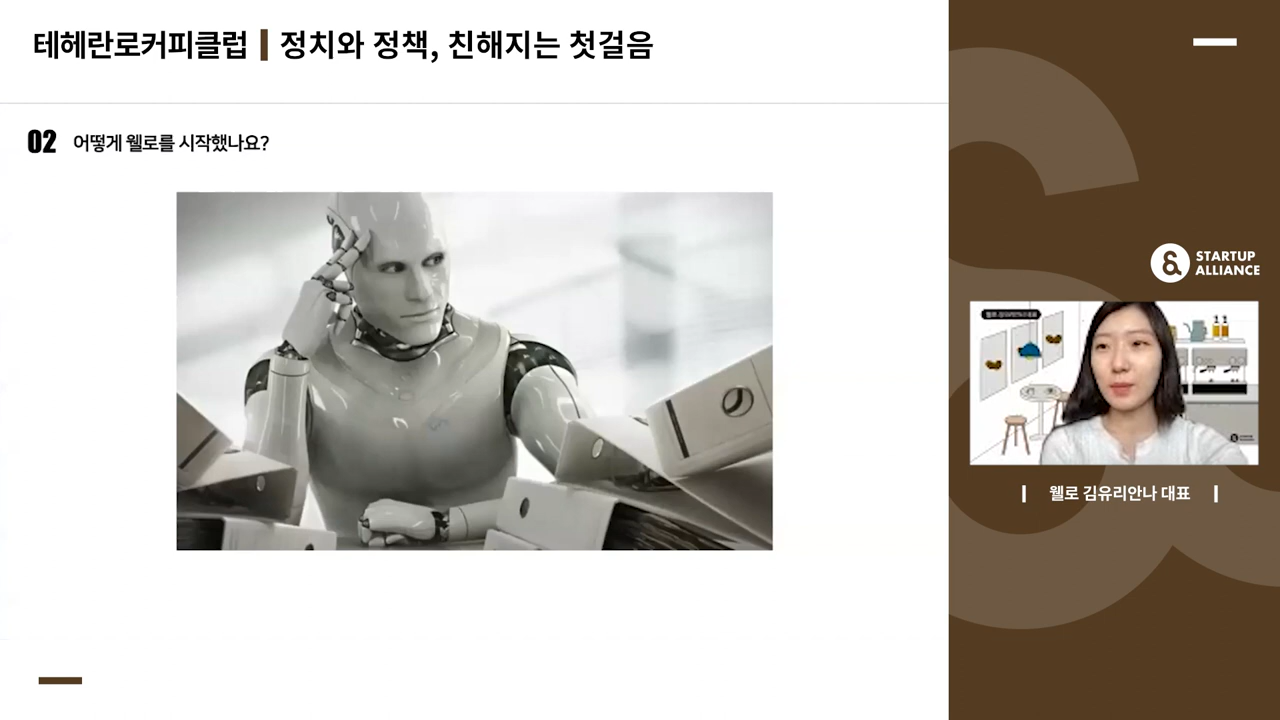 테헤란로커피클럽 | 정치와 정책, 친해지는 첫걸음
02 어떻게 웰로를 시작했나요?
STARTUP
ALLIANCE
| 웰로 김유리안나 대표 |